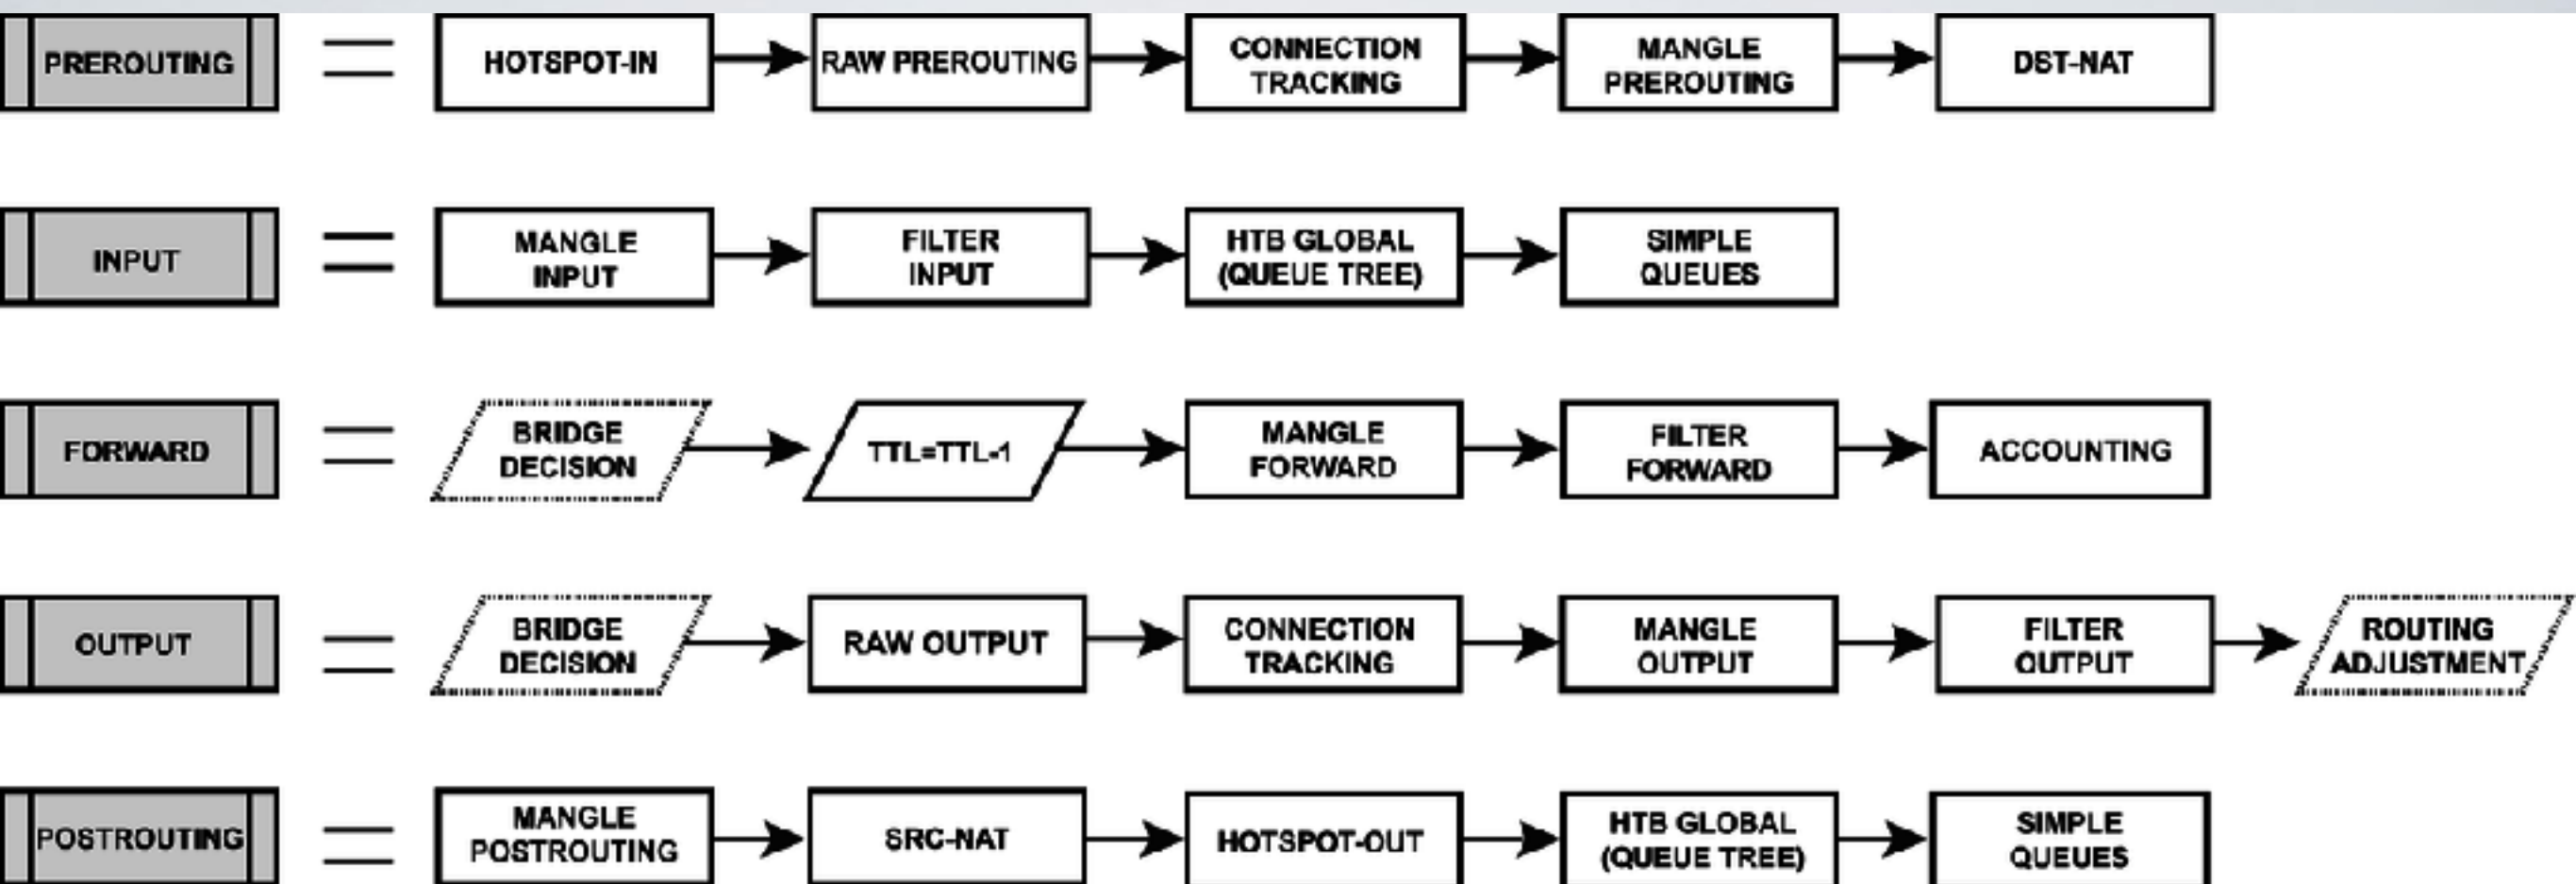 PREROUTING
HOTSPOT-IN
RAW PREROUTING
CONNECTION
TRACKING
MANGLE
PREROUTING
DST-NAT
INPUT
MANGLE
INPUT
FILTER
INPUT
HTB GLOBAL
(QUEUE TREE)
SIMPLE
QUEUES
FORWARD
BRIDGE
DECISION
TTL=TTL-1
MANGLE
FORWARD
FILTER
FORWARD
ACCOUNTING
OUTPUT
BRIDGE
DECISION
RAW OUTPUT
CONNECTION
TRACKING
MANGLE
OUTPUT
FILTER
OUTPUT
ROUTING
ADJUSTMENT
POSTROUTING
MANGLE
POSTROUTING
SRC-NAT
HOTSPOT-OUT
HTB GLOBAL
(QUEUE TREE)
SIMPLE
QUEUES